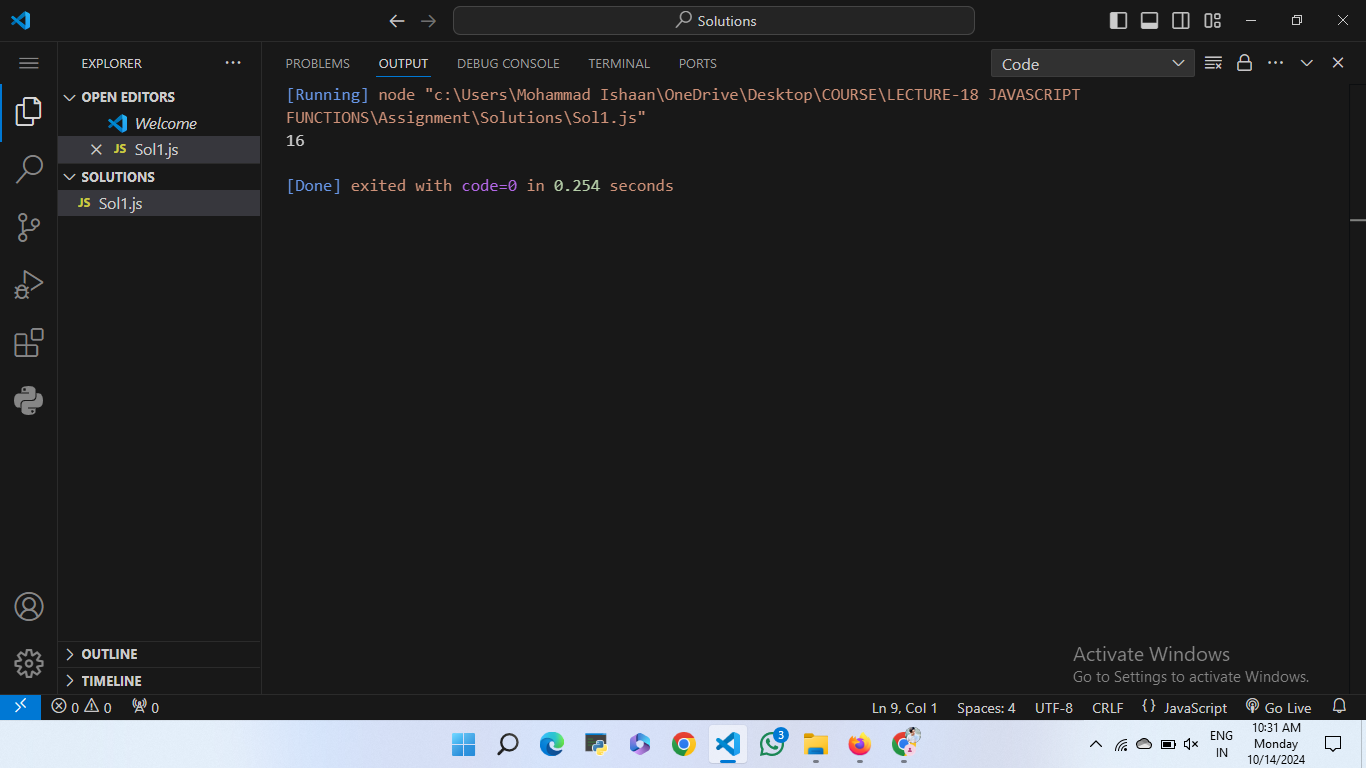 Solutions
EXPLORER
OPEN EDITORS
Welcome
JS Sol1.js
SOLUTIONS
JS Sol1.js
OUTLINE
TIMELINE
PROBLEMS OUTPUT DEBUG CONSOLE TERMINAL PORTS
Code
[Running] node "c:\Users\Mohammad Ishaan\OneDrive\Desktop\COURSE\LECTURE-18 JAVASCRIPT
FUNCTIONS\Assignment\Solutions\Sol1.js"
16
[Done] exited with code=0 in 0.254 seconds
Activate Windows
Go to Settings to activate Windows.
0 0 0
Ln 9, Col 1 Spaces: 4 UTF-8 CRLF {} JavaScript Go Live
3
ENG
IN
10:31 AM
Monday
10/14/2024